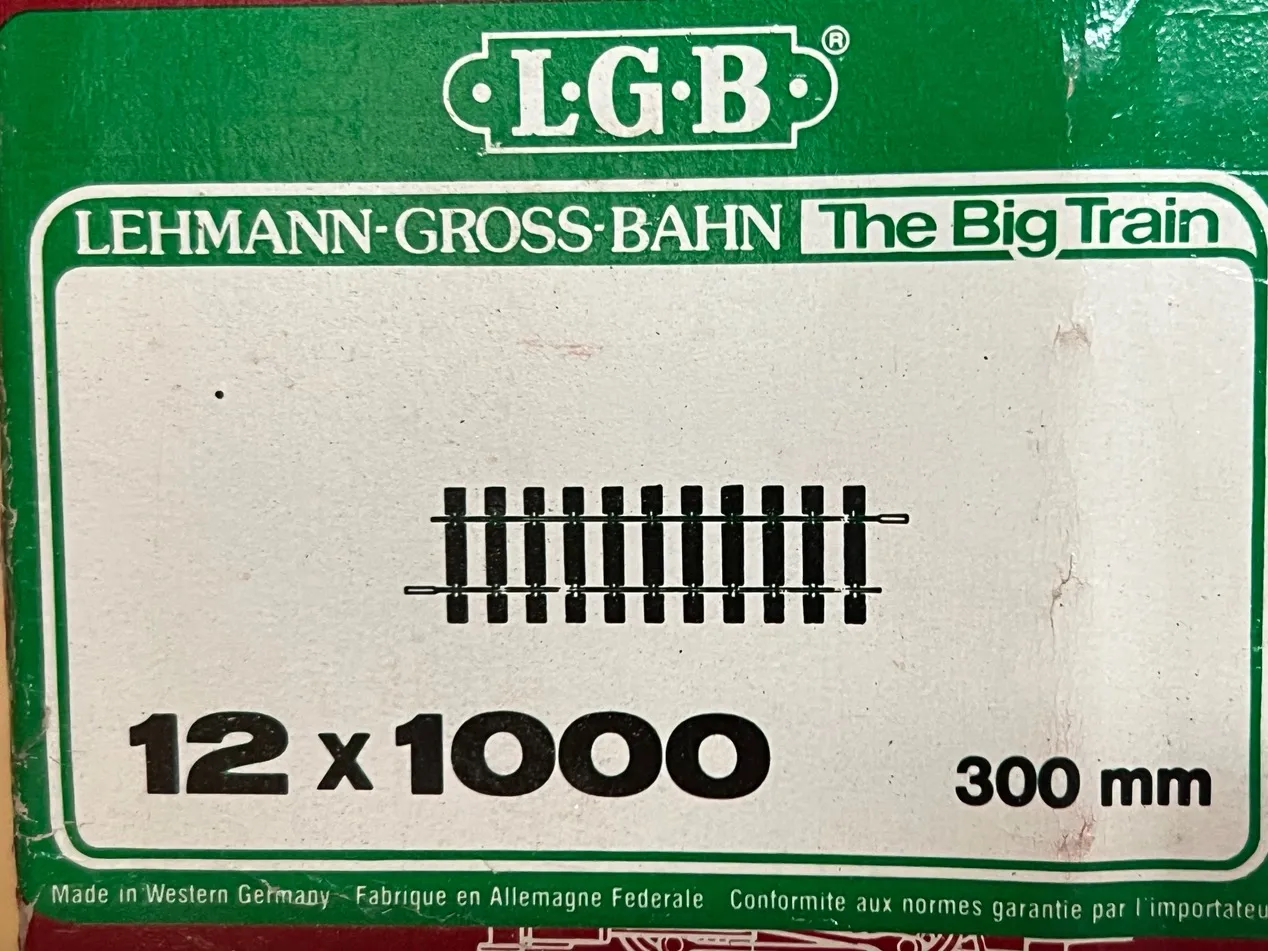 L·G·B®
LEHMANN-GROSS-BAHN The Big Train
12 x 1000
300 mm
Made in Western Germany Fabrique en Allemagne Federale Conformite aux normes garantie par l'importateu